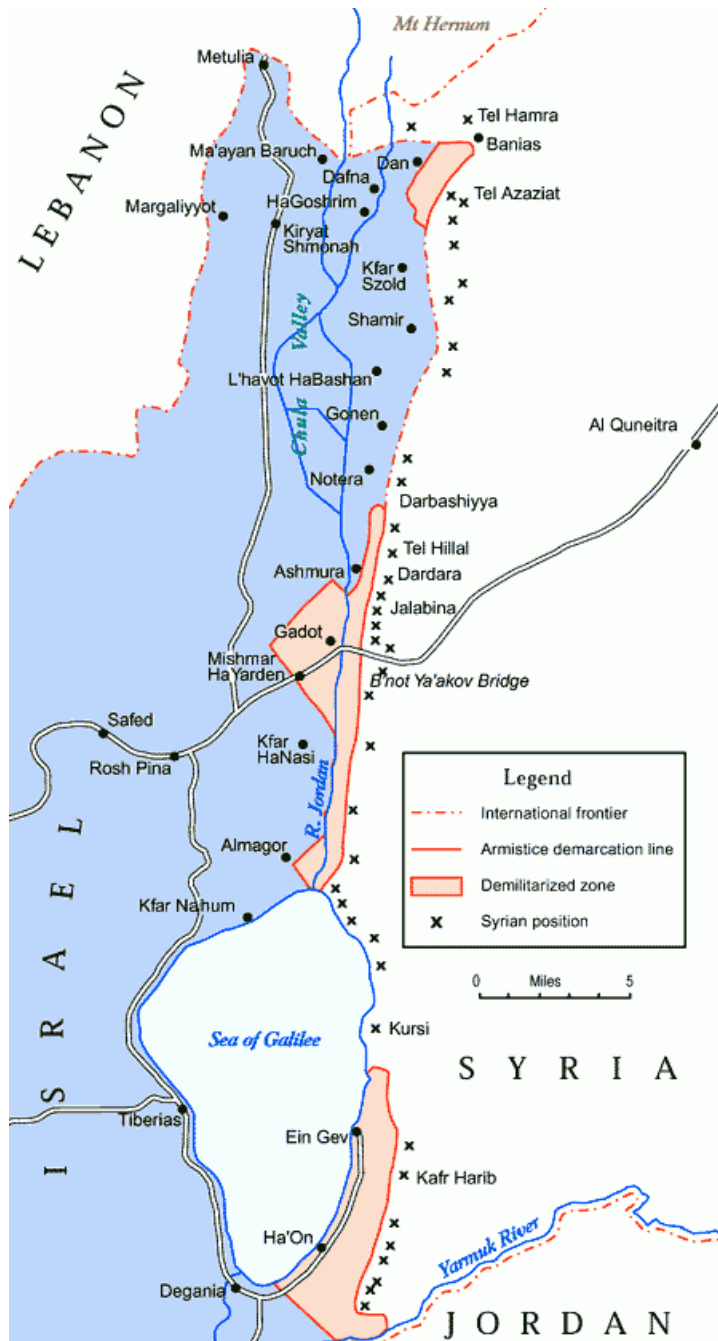 Mt Hernon
Metulia
LEBANON
Tel Hamra
Banias
Ma'ayan Baruch
Dan
Dafna
Tel Azaziat
HaGoshrim
Margaliyyot
Kiryat
Shmonah
Kfar
Szold
Shamir
Chula Valley
L'havot HaBashan
Gonen
Al Quneitra
Notera
Darbashiyya
Tel Hillal
Ashmura
Dardara
Jalabina
Gadot
Mishmar
HaYarden
B'not Ya'akov Bridge
Safed
Kfar
HaNasi
Rosh Pina
R. Jordan
Legend
International frontier
Armistice demarcation line
Demilitarized zone
Syrian position
Almagor
Kfar Nahum
0 Miles 5
ISRAEL
Sea of Galilee
Kursi
SYRIA
Tiberias
Ein Gev
Kafr Harib
Ha'On
Yarmuk River
Degania
JORDAN